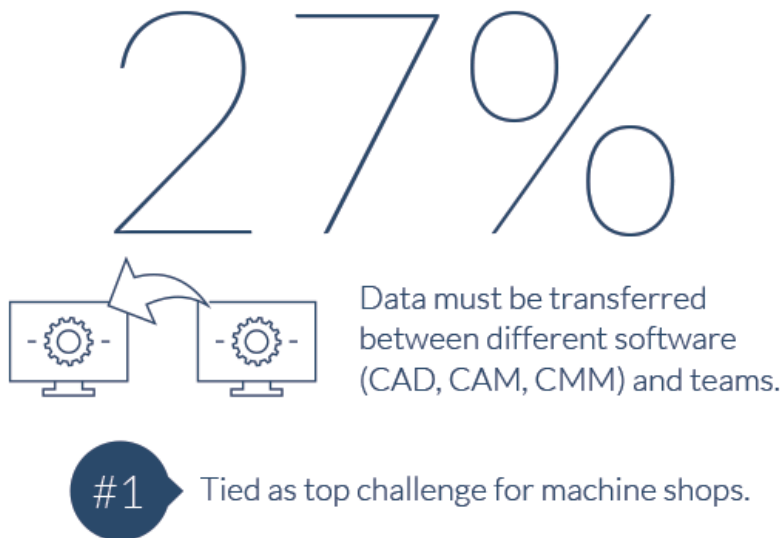 27%
Data must be transferred
between different software
(CAD, CAM, CMM) and teams.
#1
Tied as top challenge for machine shops.